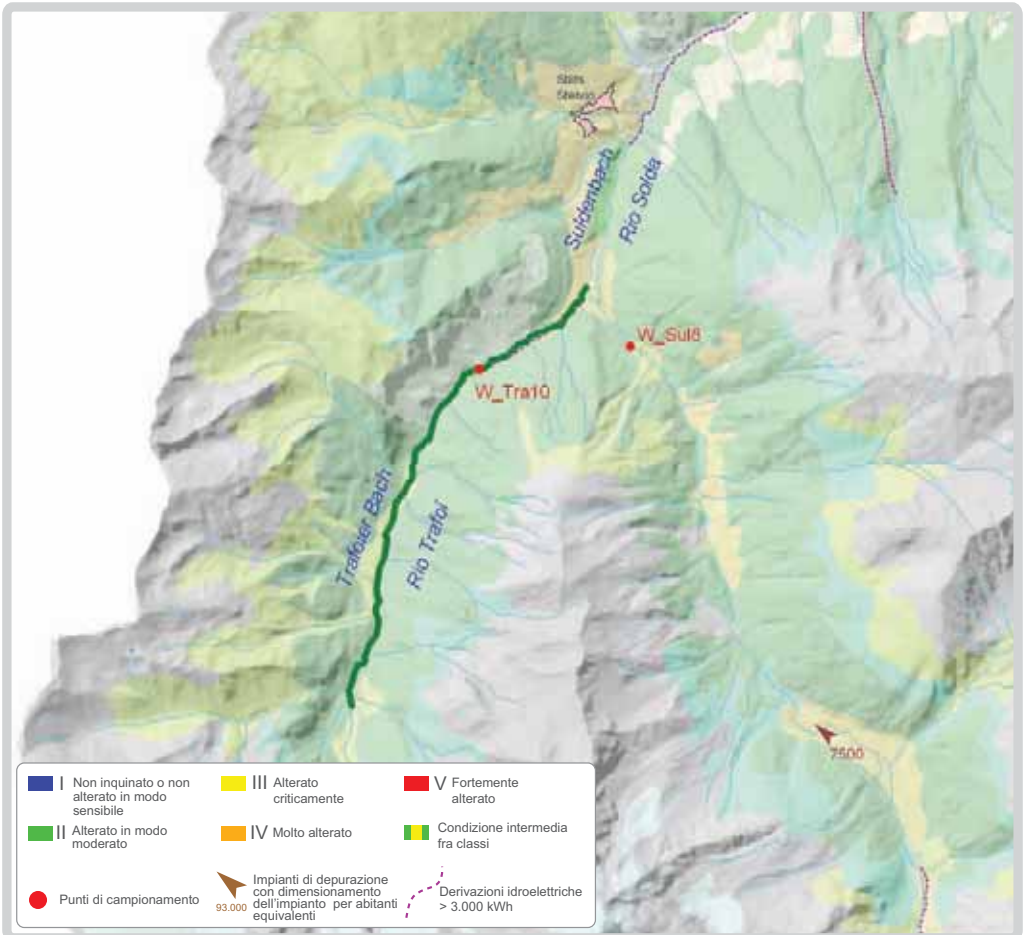 Stilfs
Stelvio
Suldenbach
Rio Solda
W_Sul8
W_Tra10
Trafoier Bach
Rio Trafoi
7500
I Non inquinato o non
alterato in modo
sensibile
III Alterato
criticamente
V Fortemente
alterato
II Alterato in modo
moderato
IV Molto alterato
Condizione intermedia
fra classi
Punti di campionamento
93.000
Impianti di depurazione
con dimensionamento
dell'impianto per abitanti
equivalenti
Derivazioni idroelettriche
> 3.000 kWh